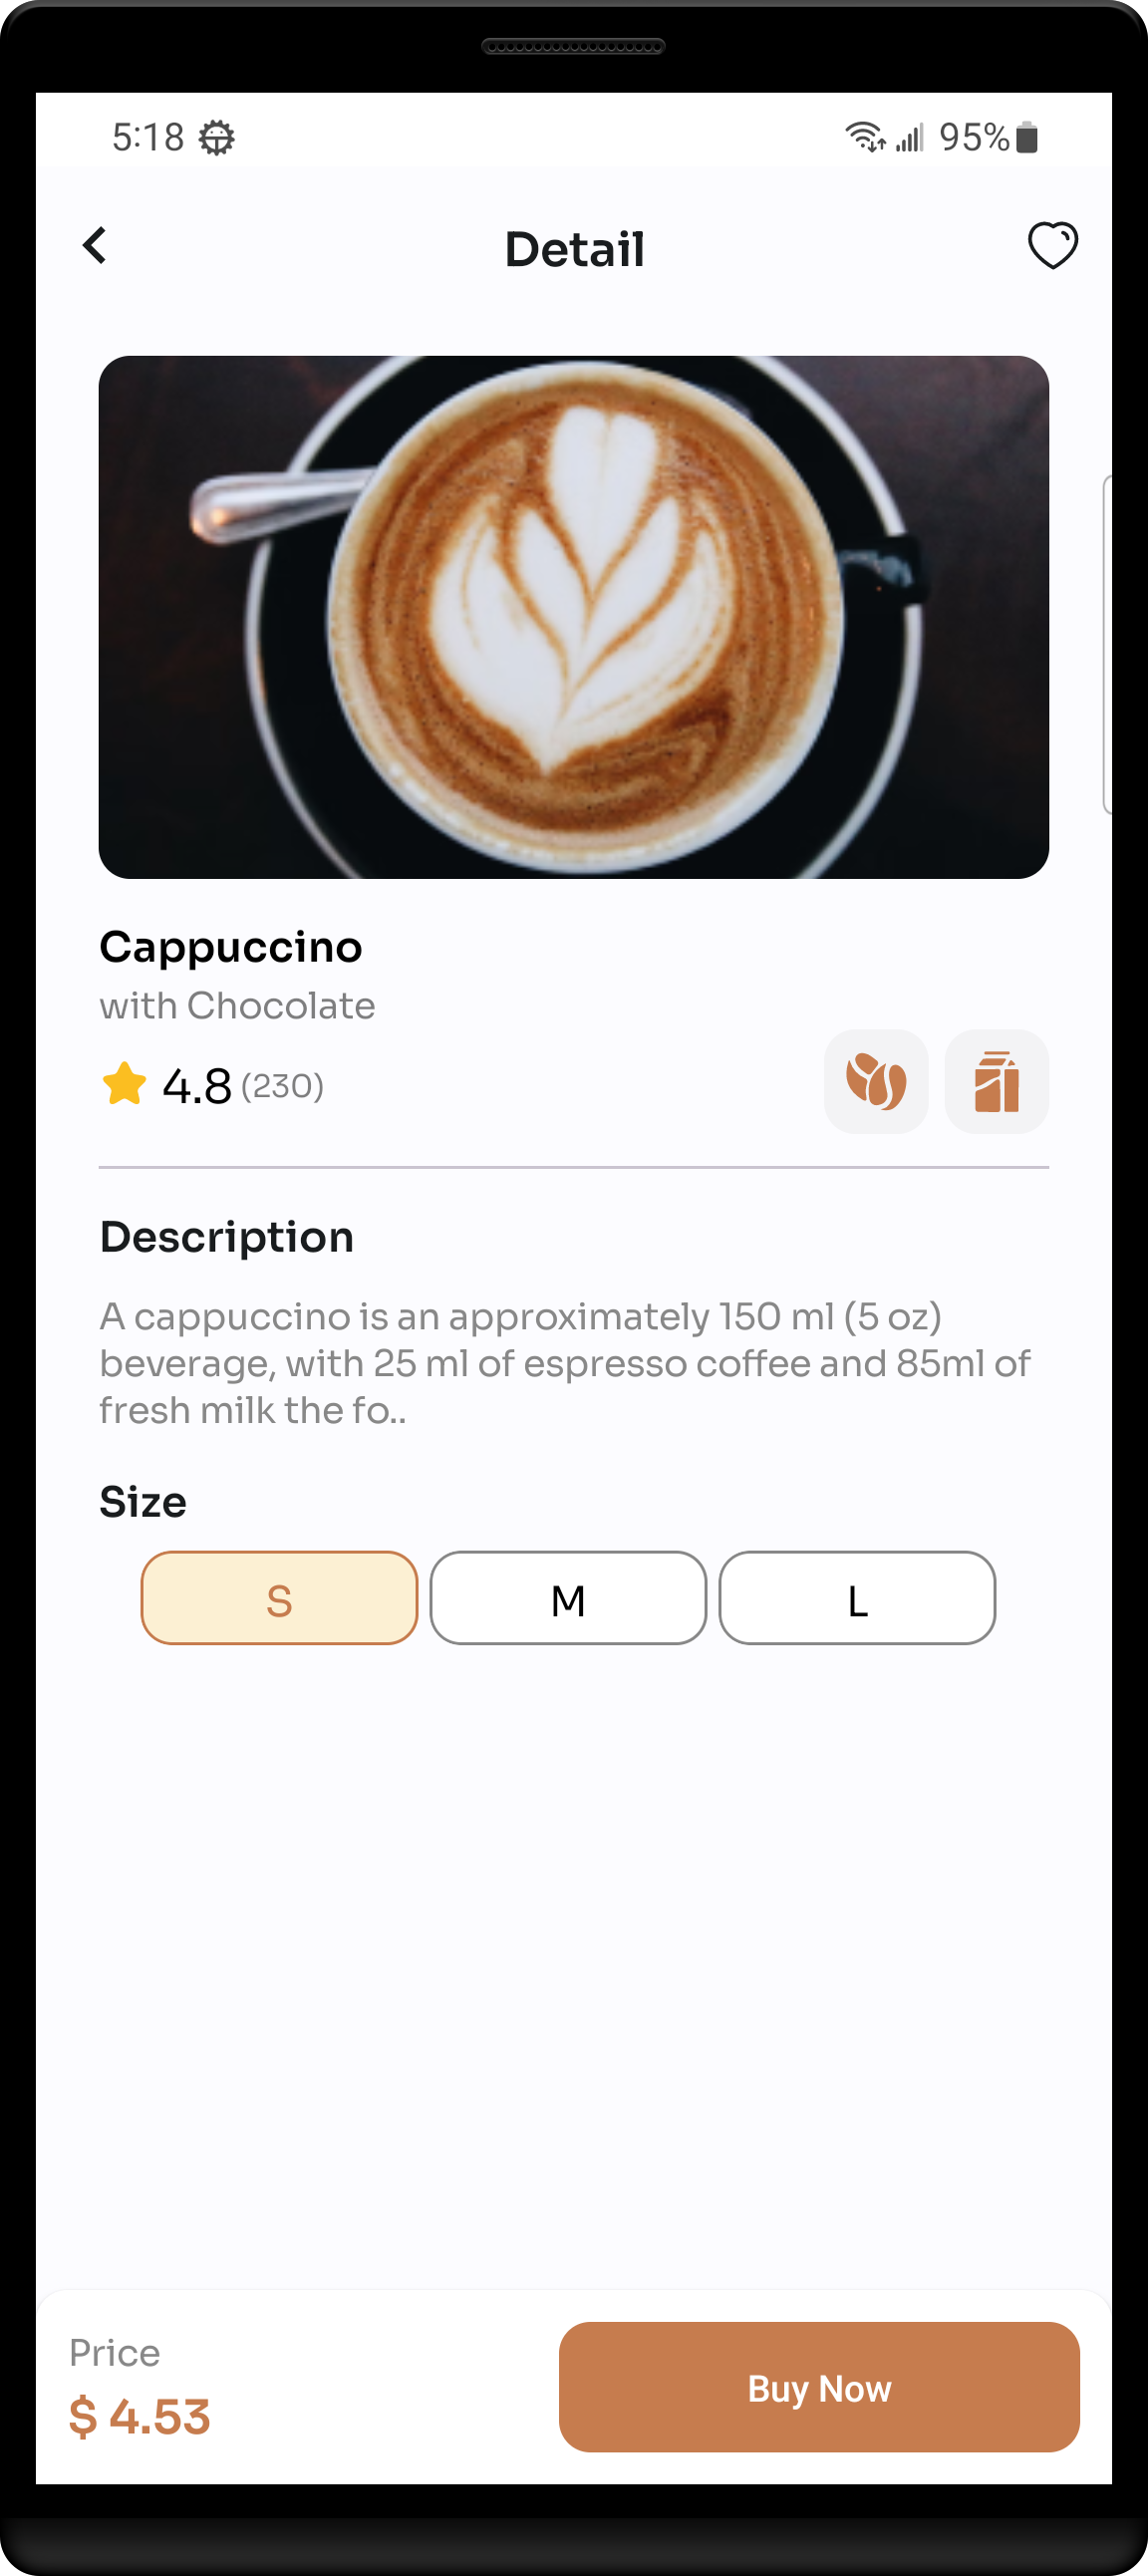 5:18
95%
Detail
Cappuccino
with Chocolate
4.8 (230)
Description
A cappuccino is an approximately 150 ml (5 oz)
beverage, with 25 ml of espresso coffee and 85ml of
fresh milk the fo..
Size
S
M
L
Price
$ 4.53
Buy Now